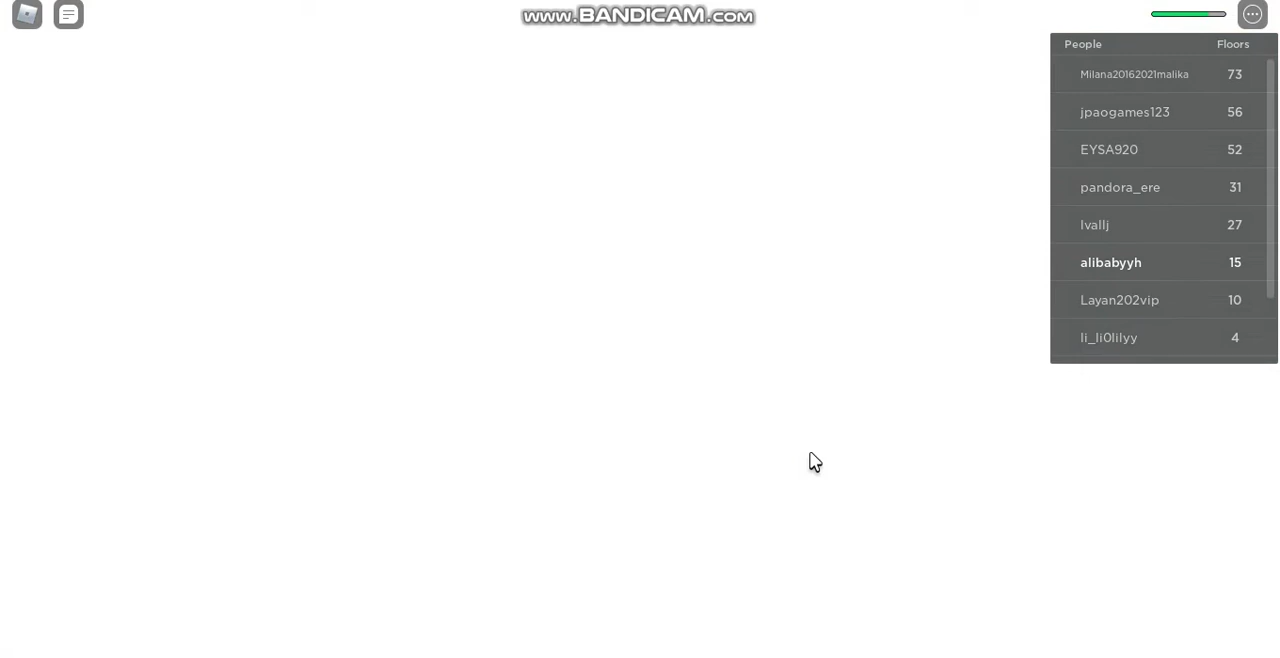 www.BANDICAM.com
People Floors
Milana20162021malika 73
jpaogames123 56
EYSA920 52
pandora_ere 31
lvallj 27
alibabyyh 15
Layan202vip 10
li_li0lilyy 4